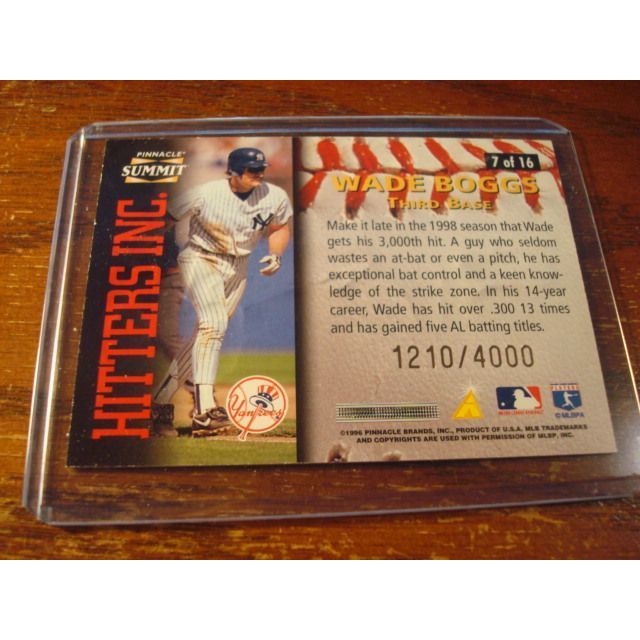 PINNACLE®
SUMMIT
HITTERS INC.
NY
Yankees
7 of 16
WADE BOGGS
THIRD BASE
Make it late in the 1998 season that Wade
gets his 3,000th hit. A guy who seldom
wastes an at-bat or even a pitch, he has
exceptional bat control and a keen know-
ledge of the strike zone. In his 14-year
career, Wade has hit over .300 13 times
and has gained five AL batting titles.
1210/4000
PLAYERS
©MLBPA
©1996 PINNACLE BRANDS, INC., PRODUCT OF U.S.A. MLB TRADEMARKS
AND COPYRIGHTS ARE USED WITH PERMISSION OF MLBP, INC.